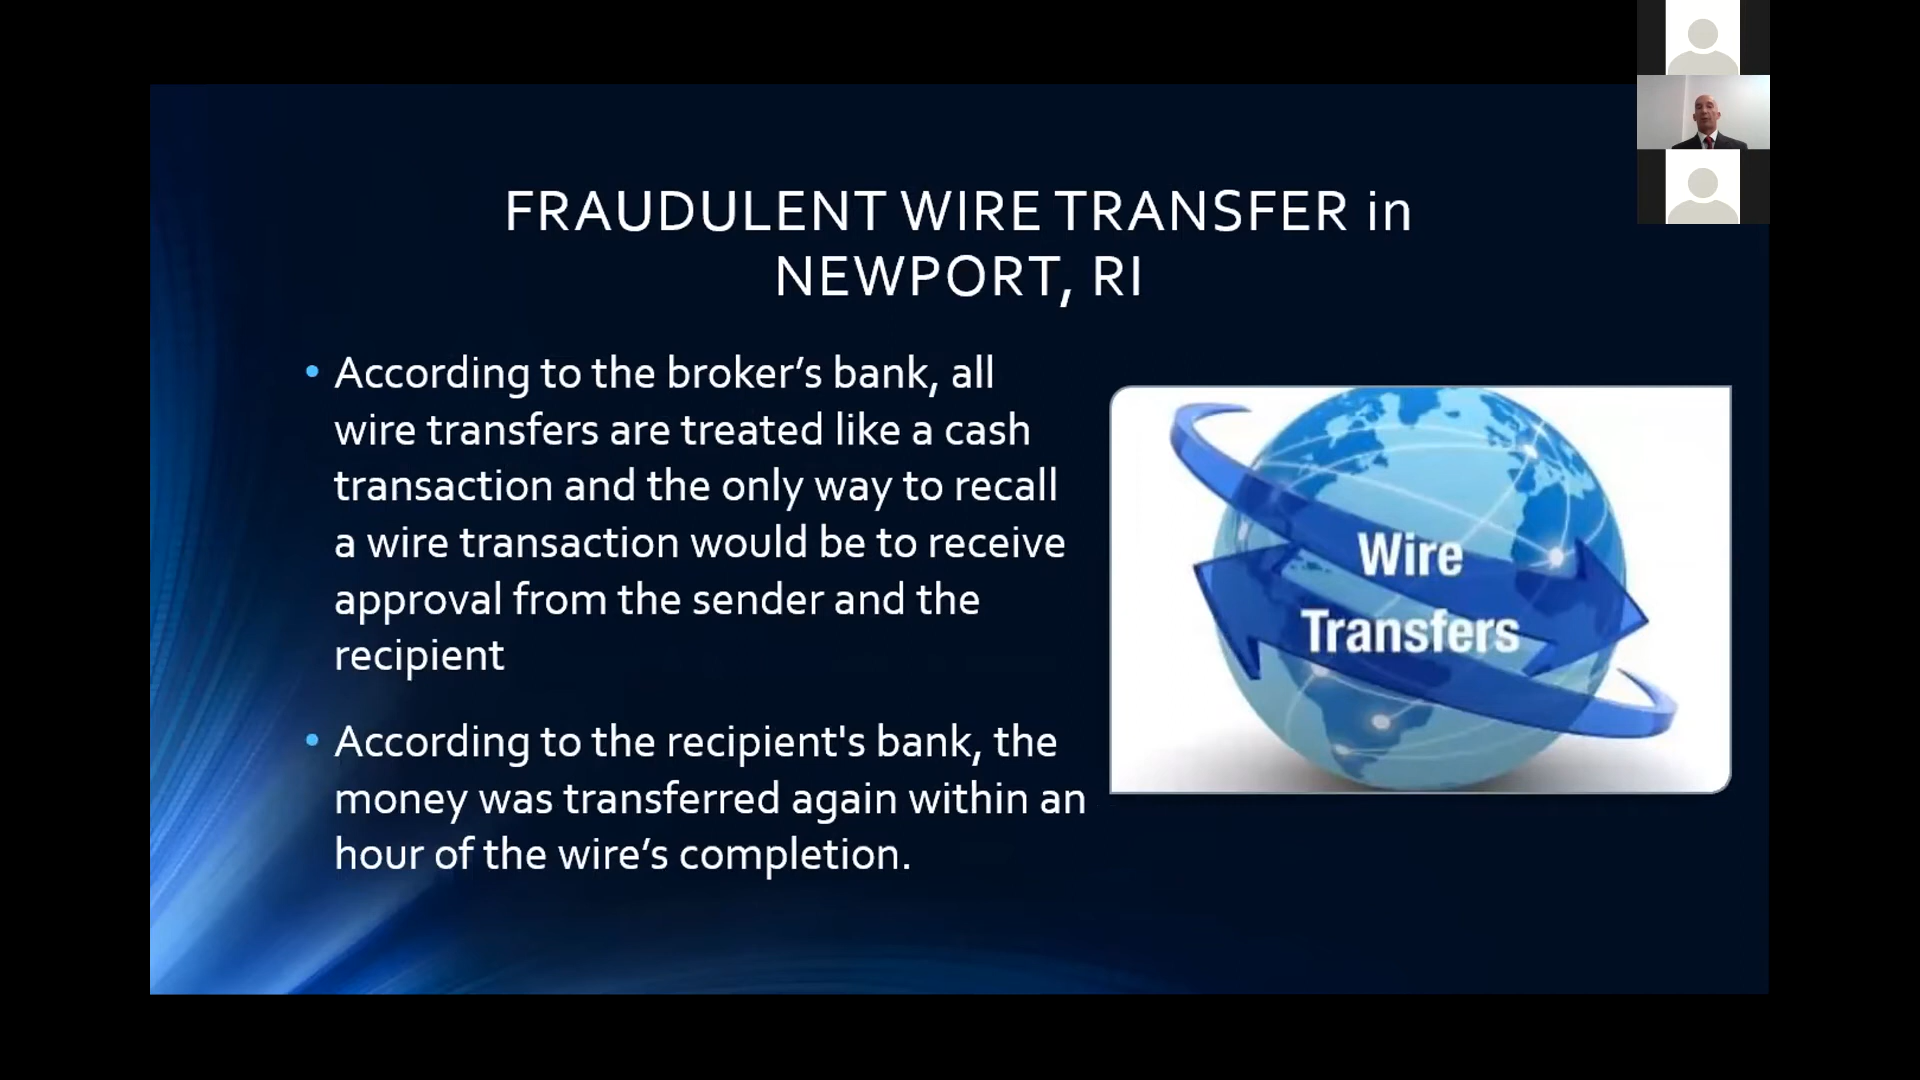 FRAUDULENT WIRE TRANSFER in
NEWPORT, RI
• According to the broker’s bank, all
wire transfers are treated like a cash
transaction and the only way to recall
a wire transaction would be to receive
approval from the sender and the
recipient
• According to the recipient's bank, the
money was transferred again within an
hour of the wire’s completion.
Wire
Transfers